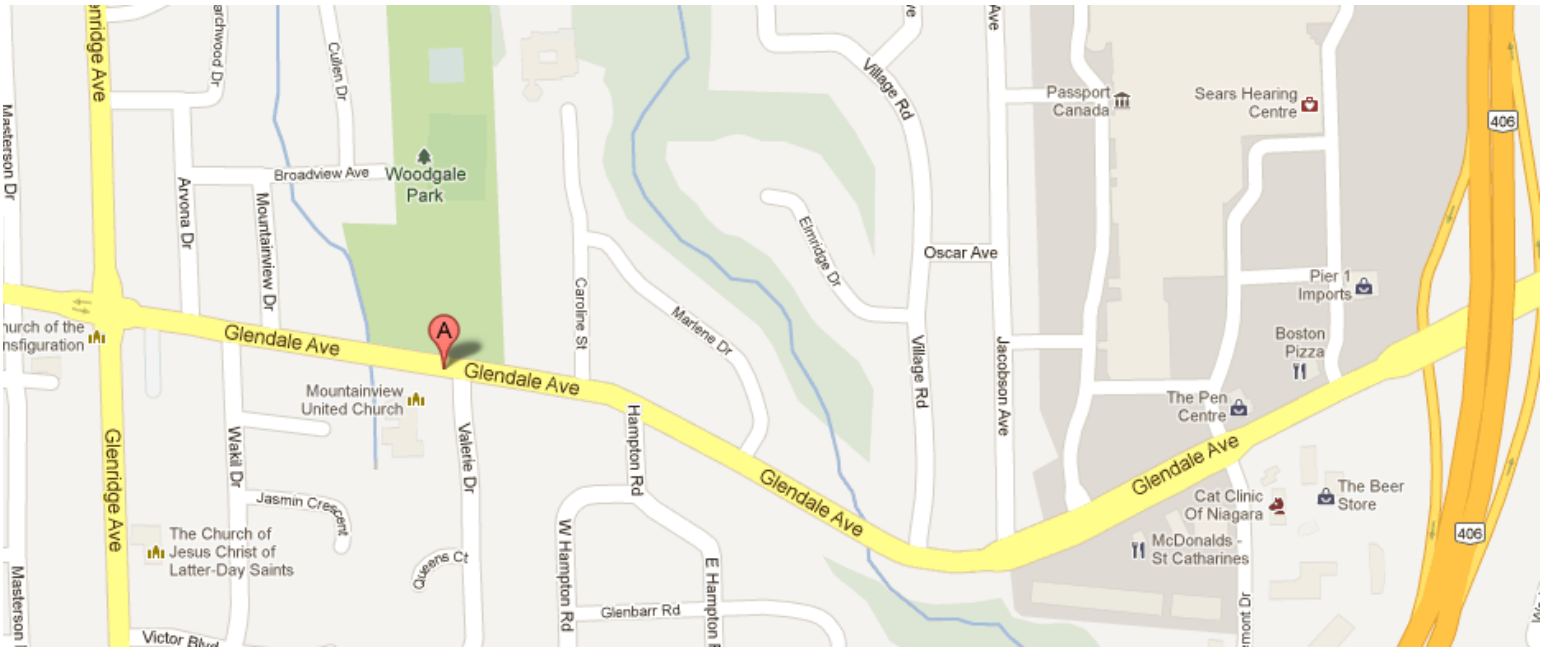 enridge Ave
archwood Dr
Cullen Dr
ve
Ave
Masterson Dr
Village Rd
Passport
Canada
Sears Hearing
Centre
406
Broadview Ave
Woodgale
Park
Arvona Dr
Mountainview Dr
Elmridge Dr
Oscar Ave
Caroline St
Marlene Dr
Pier 1
Imports
hurch of the
nsfiguration
Glendale Ave
A
Glendale Ave
Mountainview
United Church
Village Rd
Jacobson Ave
Boston
Pizza
The Pen
Centre
Glenridge Ave
Wakil Dr
Valerie Dr
Hampton Rd
Glendale Ave
Glendale Ave
Jasmin Crescent
Cat Clinic
Of Niagara
The Beer
Store
The Church of
Jesus Christ of
Latter-Day Saints
Queens Ct
W Hampton Rd
E Hampton R
McDonalds -
St Catharines
406
Masterson
Glenbarr Rd
amont Dr
Victor Blvd